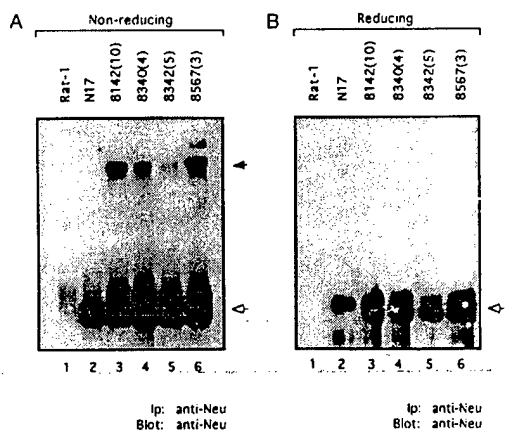 A
Non-reducing
Rat-1
N17
8142(10)
8340(4)
8342(5)
8567(3)
1 2 3 4 5 6
Ip: anti-Neu
Blot: anti-Neu
B
Reducing
Rat-1
N17
8142(10)
8340(4)
8342(5)
8567(3)
1 2 3 4 5 6
Ip: anti-Neu
Blot: anti-Neu